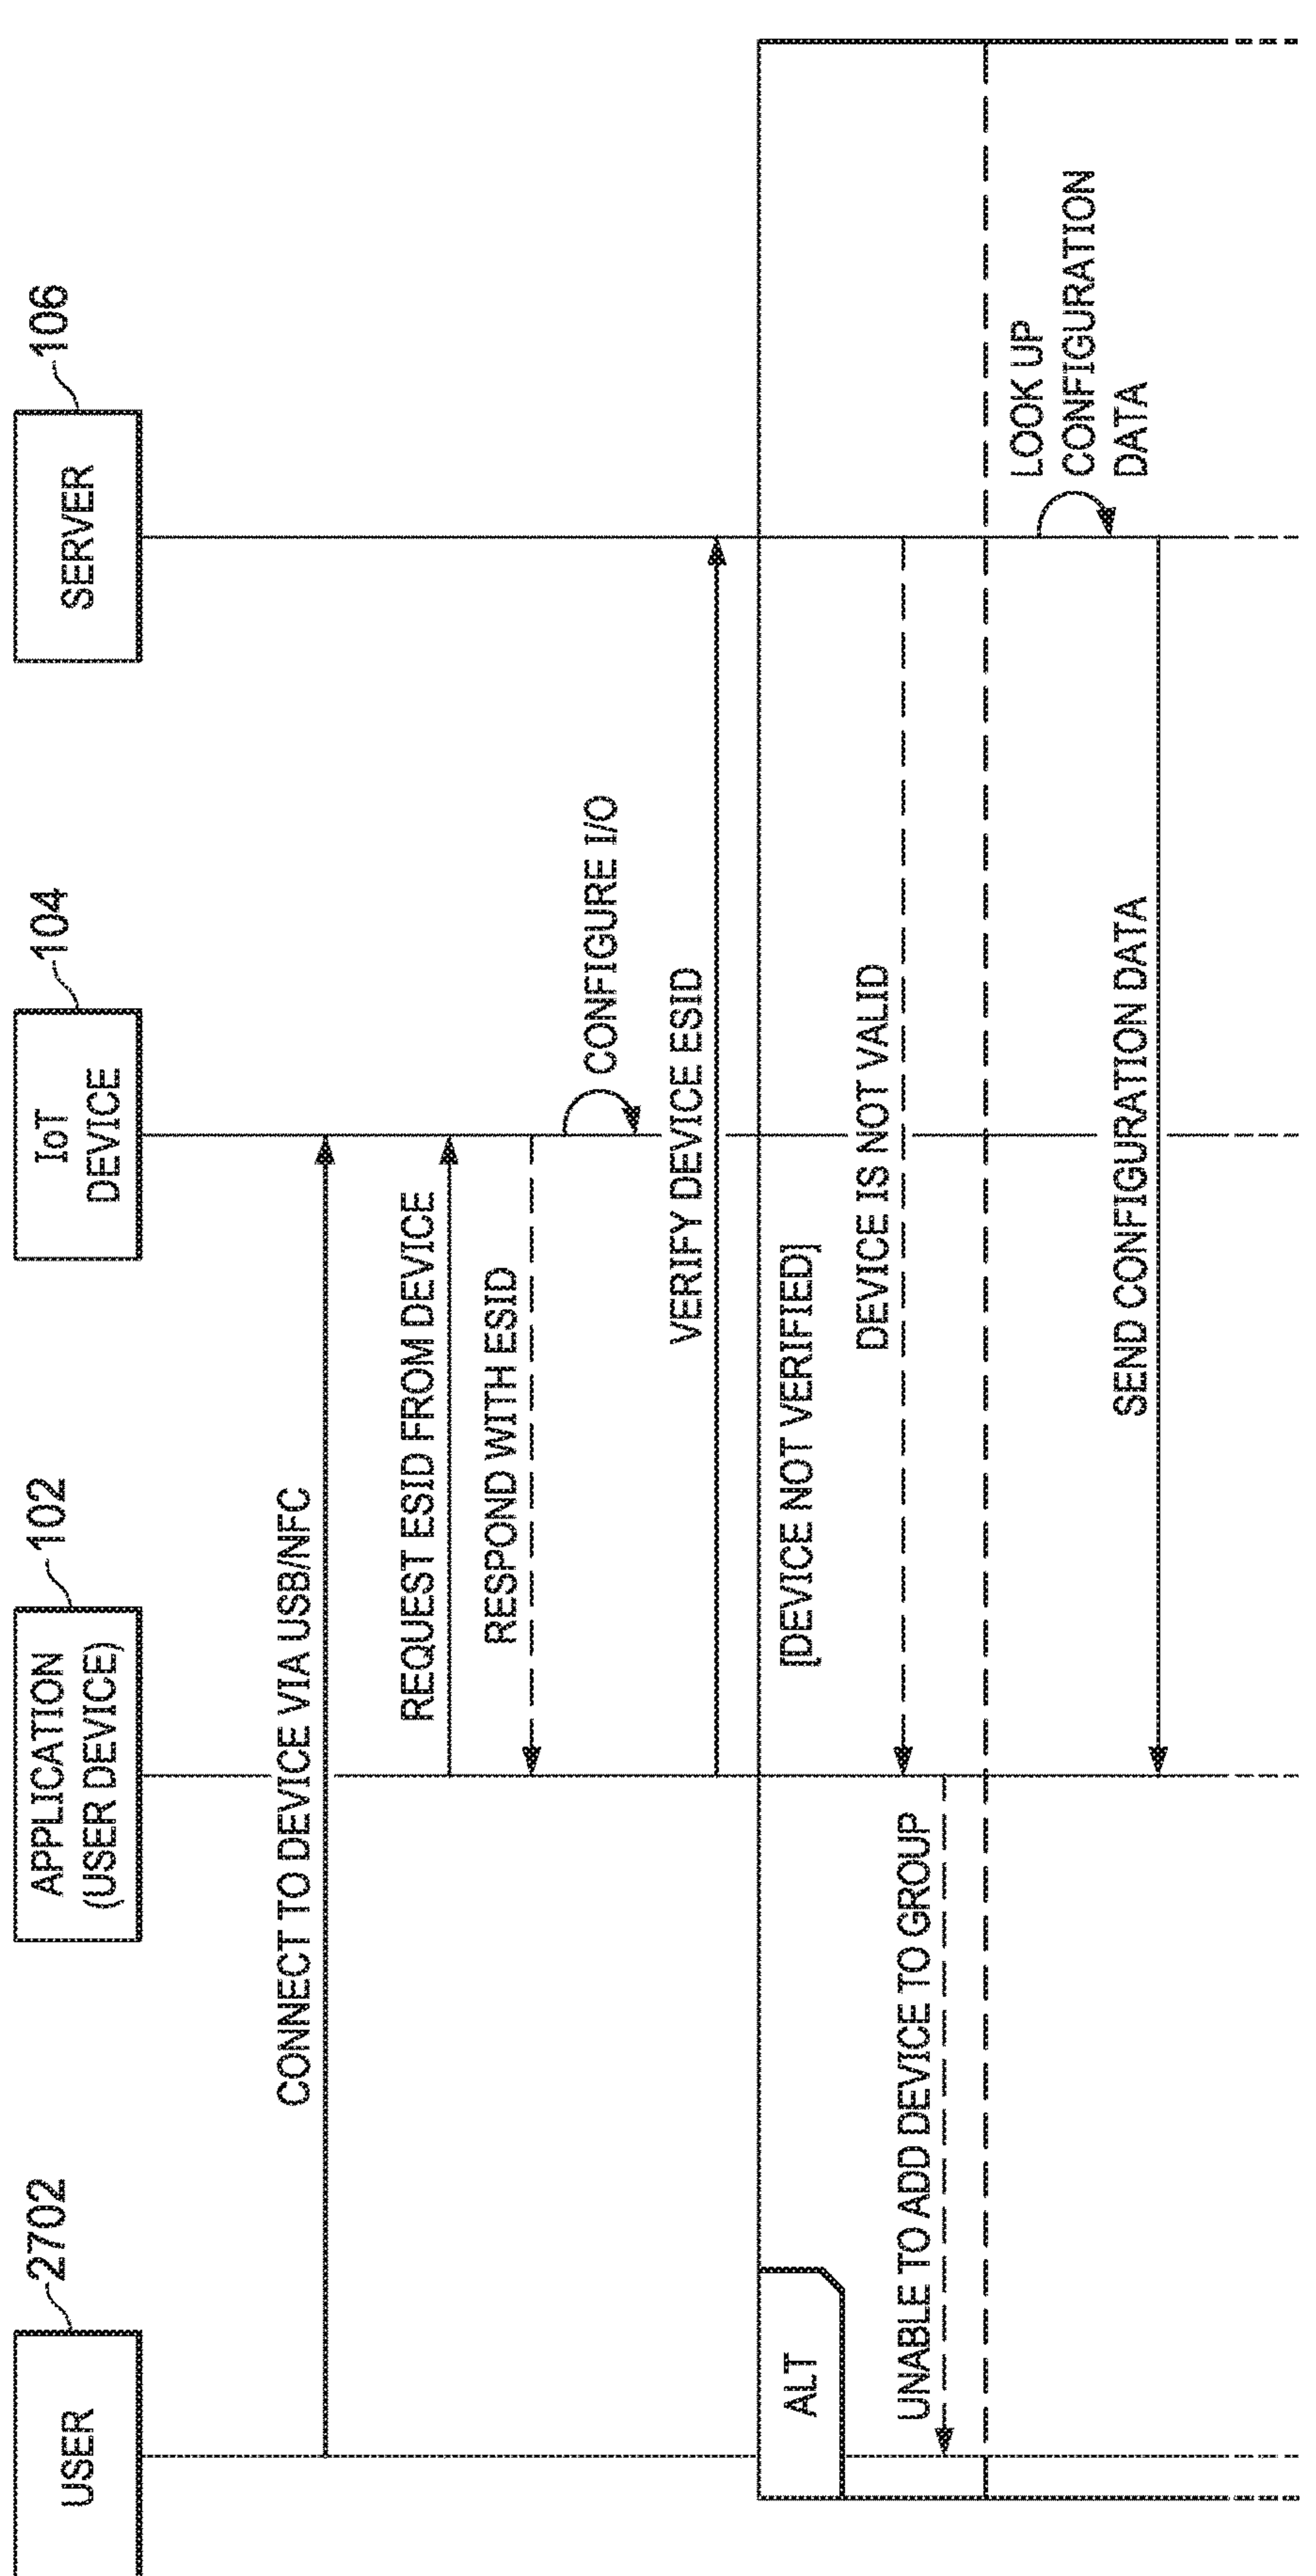 USER
2702
APPLICATION
(USER DEVICE)
102
IoT
DEVICE
104
SERVER
106
CONNECT TO DEVICE VIA USB/NFC
REQUEST ESID FROM DEVICE
RESPOND WITH ESID
CONFIGURE I/O
VERIFY DEVICE ESID
ALT
[DEVICE NOT VERIFIED]
DEVICE IS NOT VALID
UNABLE TO ADD DEVICE TO GROUP
LOOK UP
CONFIGURATION
DATA
SEND CONFIGURATION DATA